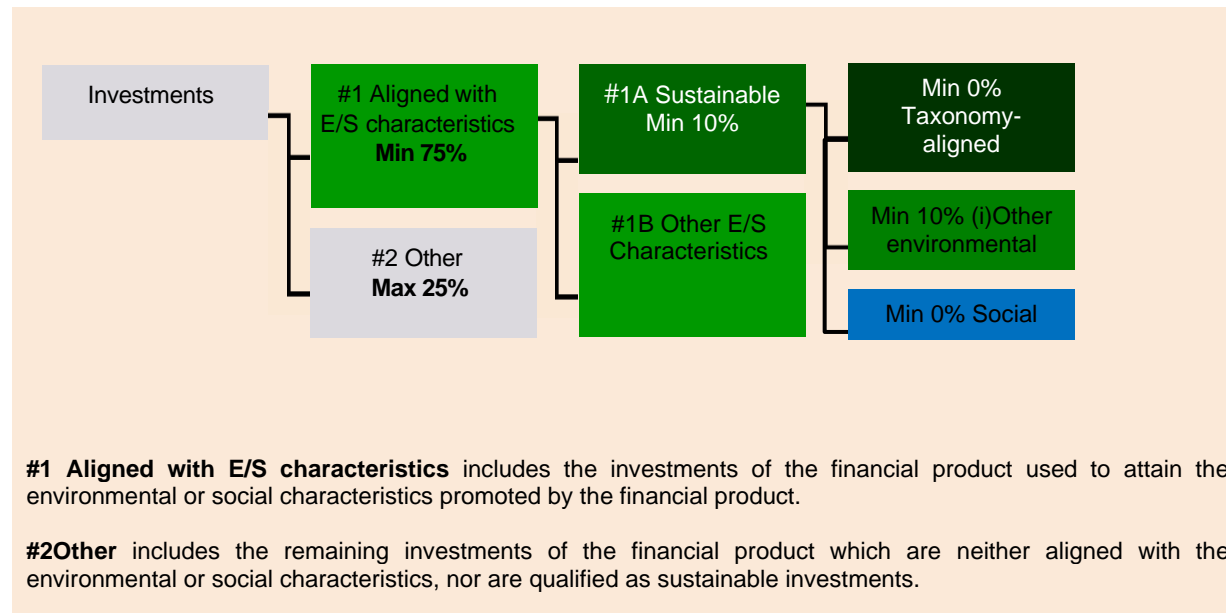 Investments
#1 Aligned with
E/S characteristics
Min 75%
#2 Other
Max 25%
#1A Sustainable
Min 10%
#1B Other E/S
Characteristics
Min 0%
Taxonomy-
aligned
Min 10% (i)Other
environmental
Min 0% Social
#1 Aligned with E/S characteristics includes the investments of the financial product used to attain the
environmental or social characteristics promoted by the financial product.
#2Other includes the remaining investments of the financial product which are neither aligned with the
environmental or social characteristics, nor are qualified as sustainable investments.